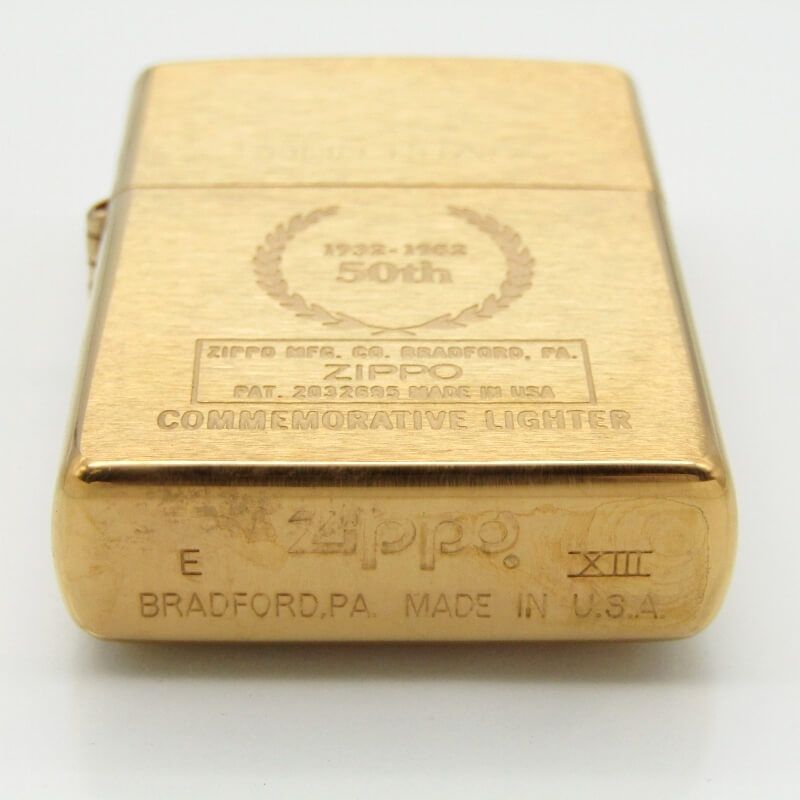 1932-1982
50th
ZIPPO MFG. CO. BRADFORD, PA.
ZIPPO
PAT. 2032695 MADE IN USA
COMMEMORATIVE LIGHTER
Zippo
E XIII
BRADFORD,PA. MADE IN U.S.A.